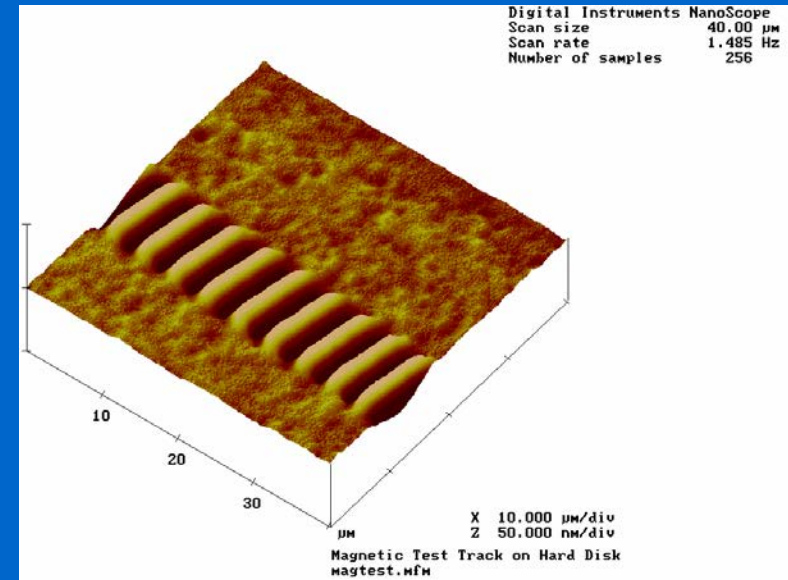 Digital Instruments NanoScope
Scan size 40.00 µm
Scan rate 1.485 Hz
Number of samples 256
10
20
30
µm
X 10.000 µm/div
Z 50.000 nm/div
Magnetic Test Track on Hard Disk
magtest.mfm